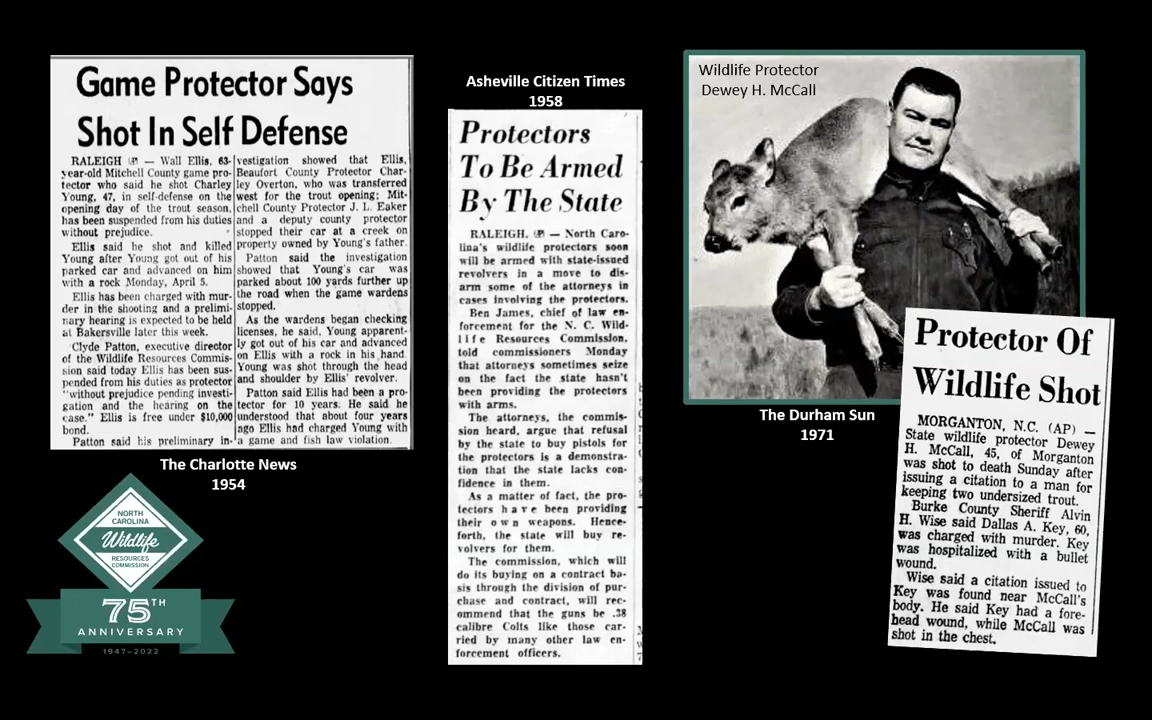 Game Protector Says
Shot In Self Defense
RALEIGH (AP) — Wall Ellis, 63-
year-old Mitchell County game pro-
tector who said he shot Charley
Young, 47, in self-defense on the
opening day of the trout season,
has been suspended from his duties
without prejudice.
Ellis said he shot and killed
Young after Young got out of his
parked car and advanced on him
with a rock Monday, April 5.
Ellis has been charged with mur-
der in the shooting and a prelimi-
nary hearing is expected to be held
at Bakersville later this week.
Clyde Patton, executive director
of the Wildlife Resources Commis-
sion said today Ellis has been sus-
pended from his duties as protector
"without prejudice pending investi-
gation and the hearing on the
case." Ellis is free under $10,000
bond.
Patton said his preliminary in-
vestigation showed that Ellis,
Beaufort County Protector Char-
ley Overton, who was transferred
west for the trout opening; Mit-
chell County Protector J. L. Eaker
and a deputy county protector
stopped their car at a creek on
property owned by Young's father.
Patton said the investigation
showed that Young's car was
parked about 100 yards further up
the road when the game wardens
stopped.
As the wardens began checking
licenses, he said, Young apparent-
ly got out of his car and advanced
on Ellis with a rock in his hand.
Young was shot through the head
and shoulder by Ellis' revolver.
Patton said Ellis had been a pro-
tector for 10 years. He said he
understood that about four years
ago Ellis had charged Young with
a game and fish law violation.
The Charlotte News
1954
NORTH
CAROLINA
Wildlife
RESOURCES
COMMISSION
75TH
ANNIVERSARY
1947-2022
Asheville Citizen Times
1958
Protectors
To Be Armed
By The State
RALEIGH, (AP) — North Caro-
lina's wildlife protectors soon
will be armed with state-issued
revolvers in a move to dis-
arm some of the attorneys in
cases involving the protectors.
Ben James, chief of law en-
forcement for the N. C. Wild-
life Resources Commission,
told commissioners Monday
that attorneys sometimes seize
on the fact the state hasn't
been providing the protectors
with arms.
The attorneys, the commis-
sion heard, argue that refusal
by the state to buy pistols for
the protectors is a demonstra-
tion that the state lacks con-
fidence in them.
As a matter of fact, the pro-
tectors have been providing
their own weapons. Hence-
forth, the state will buy re-
volvers for them.
The commission, which will
do its buying on a contract ba-
sis through the division of pur-
chase and contract, will rec-
ommend that the guns be .38
calibre Colts like those car-
ried by many other law en-
forcement officers.
Wildlife Protector
Dewey H. McCall
The Durham Sun
1971
Protector Of
Wildlife Shot
MORGANTON, N.C. (AP) —
State wildlife protector Dewey
H. McCall, 45, of Morganton
was shot to death Sunday after
issuing a citation to a man for
keeping two undersized trout.
Burke County Sheriff Alvin
H. Wise said Dallas A. Key, 60,
was charged with murder. Key
was hospitalized with a bullet
wound.
Wise said a citation issued to
Key was found near McCall's
body. He said Key had a fore-
head wound, while McCall was
shot in the chest.